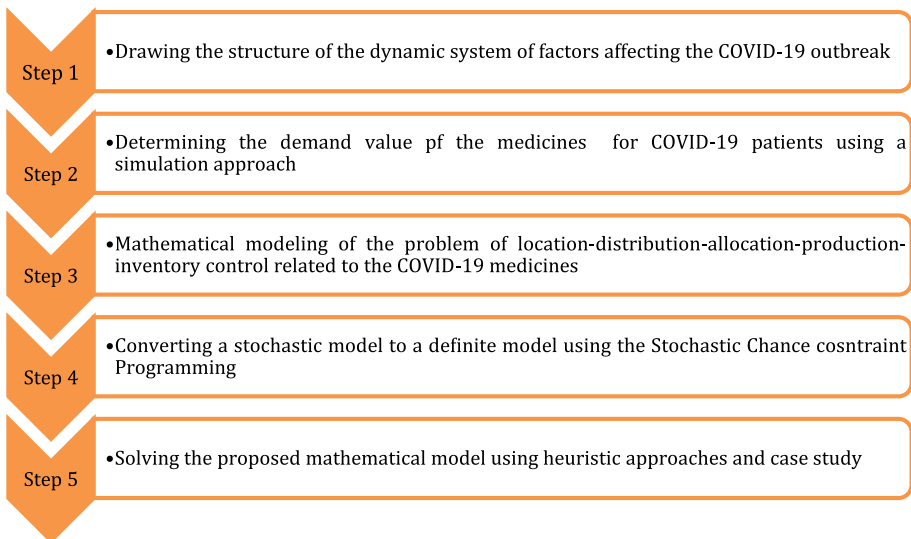 Step 1
•Drawing the structure of the dynamic system of factors affecting the COVID-19 outbreak
Step 2
•Determining the demand value pf the medicines for COVID-19 patients using a
simulation approach
Step 3
•Mathematical modeling of the problem of location-distribution-allocation-production-
inventory control related to the COVID-19 medicines
Step 4
•Converting a stochastic model to a definite model using the Stochastic Chance cosntraint
Programming
Step 5
•Solving the proposed mathematical model using heuristic approaches and case study